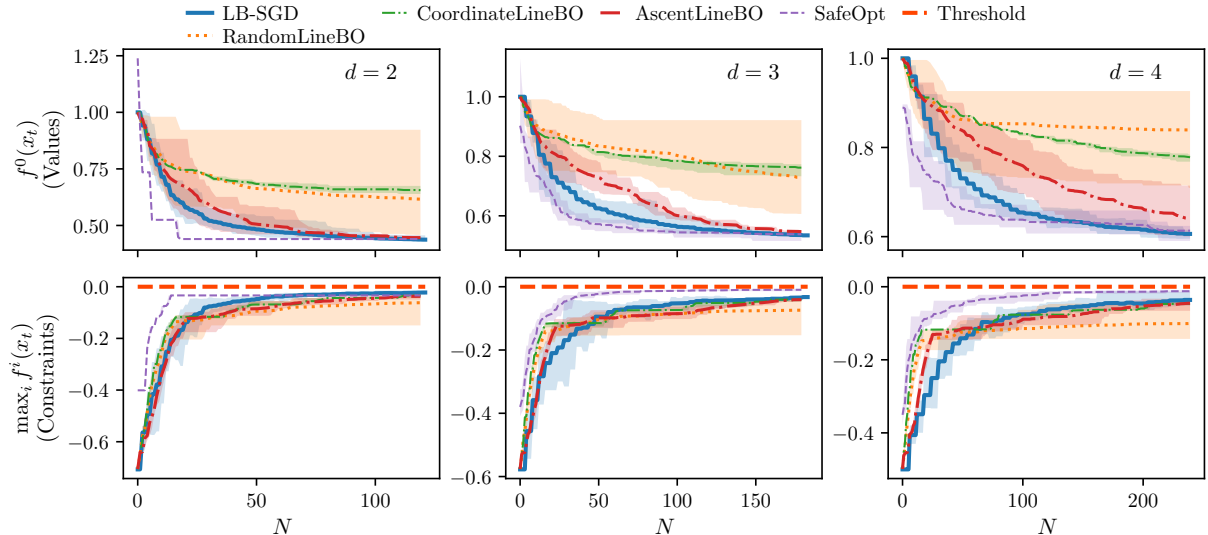 LB-SGD CoordinateLineBO AscentLineBO SafeOpt Threshold
RandomLineBO
f⁰(x_t)
(Values)
1.25
1.00
0.75
0.50
d = 2
1.0
0.8
0.6
d = 3
1.0
0.8
0.6
d = 4
max_i fⁱ(x_t)
(Constraints)
0.0
−0.2
−0.4
−0.6
0 50 100
N
0.0
−0.2
−0.4
−0.6
0 50 100 150
N
0.0
−0.2
−0.4
0 100 200
N